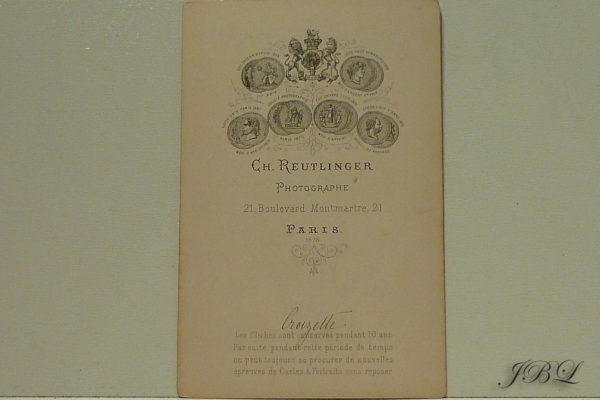 CH. REUTLINGER
PHOTOGRAPHE
21, Boulevard Montmartre, 21
PARIS.
1878
Croizette
Les Clichés sont conservés pendant 10 ans
Par suite, pendant cette période de temps
on peut toujours se procurer de nouvelles
épreuves de Cartes & Portraits sans reposer
JBL